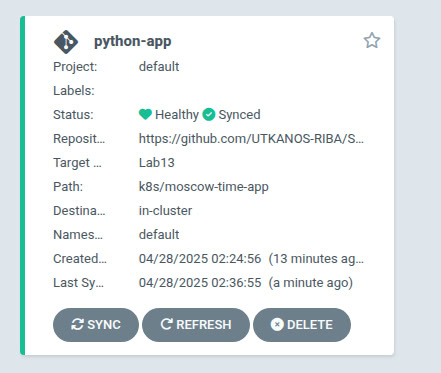 python-app
Project: default
Labels:
Status: Healthy Synced
Reposit... https://github.com/UTKANOS-RIBA/S...
Target ... Lab13
Path: k8s/moscow-time-app
Destina... in-cluster
Names... default
Created... 04/28/2025 02:24:56 (13 minutes ag...
Last Sy... 04/28/2025 02:36:55 (a minute ago)
SYNC REFRESH DELETE